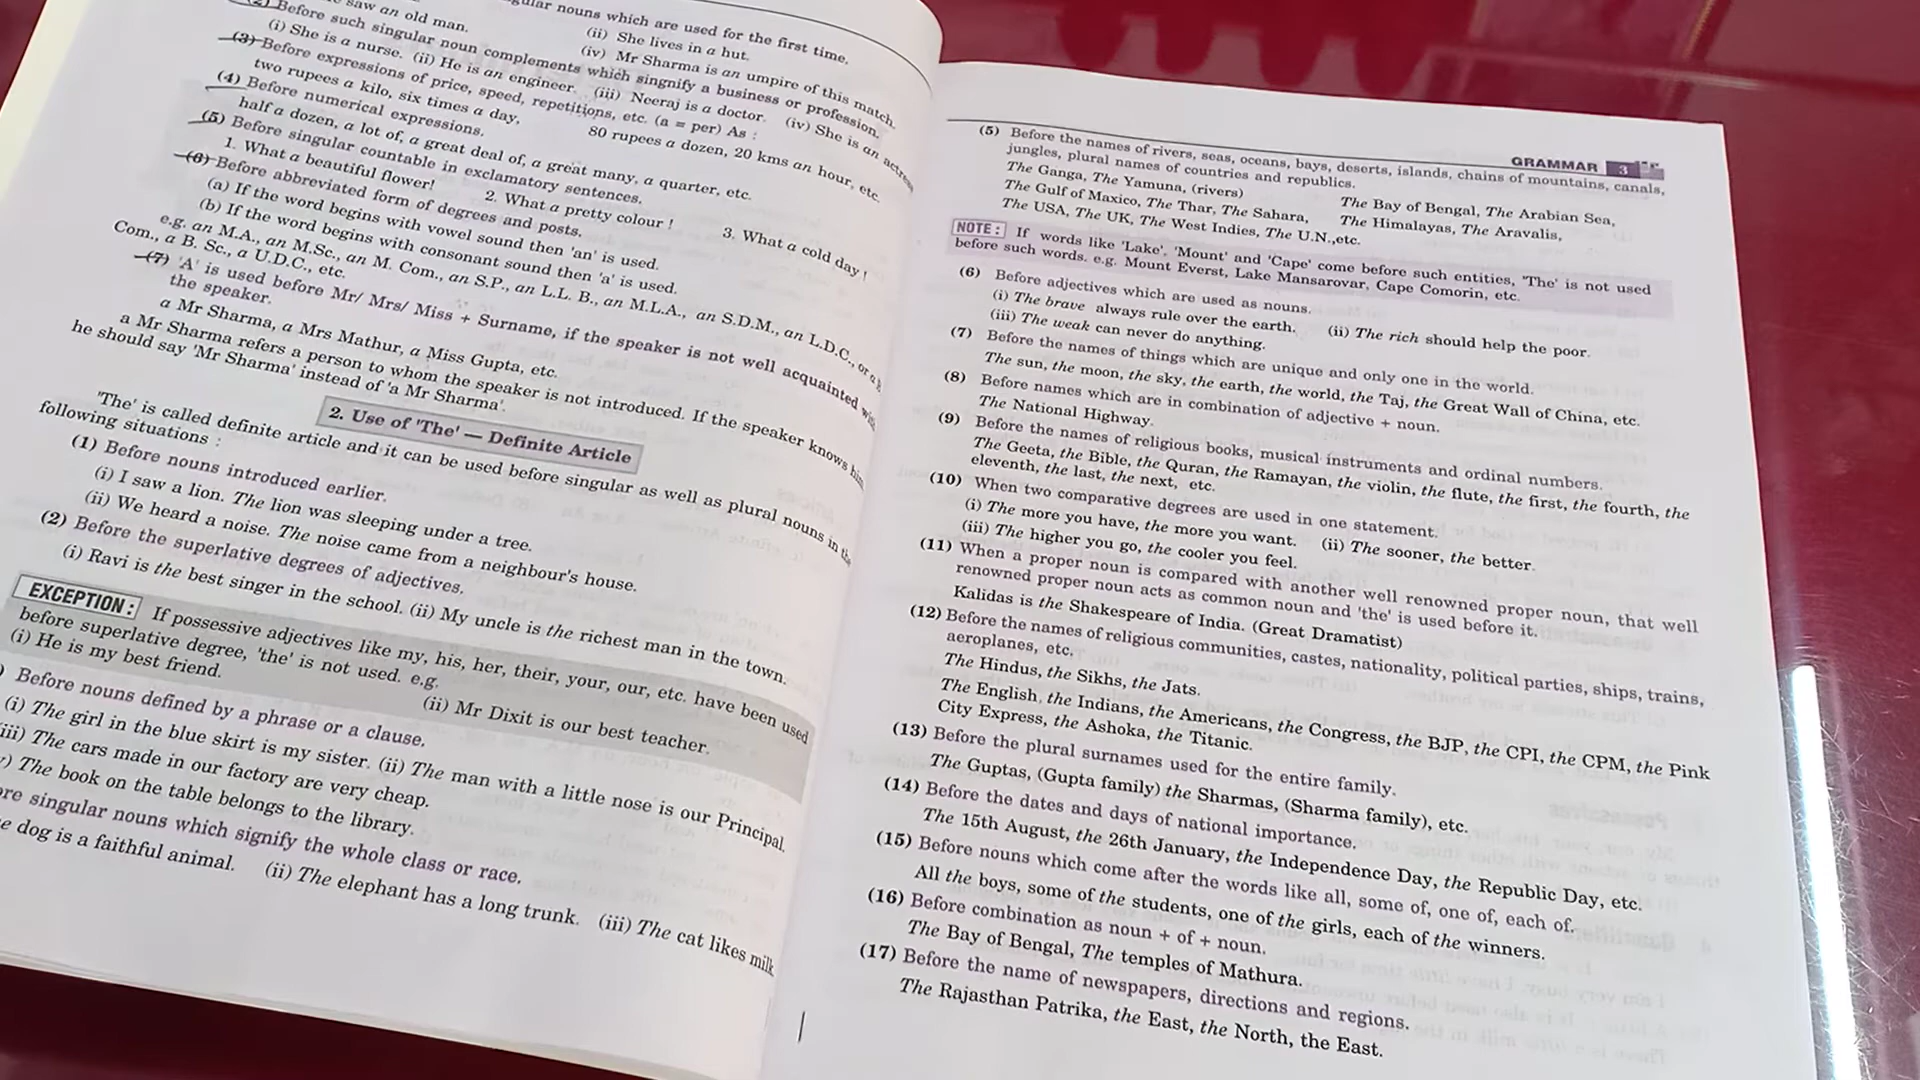 saw an old man.
nouns which are used for the first time.
(ii) She lives in a hut.
(2) Before such singular noun complements which singnify a business or profession.
(iv) Mr Sharma is an umpire of this match.
(i) She is a nurse. (ii) He is an engineer. (iii) Neeraj is a doctor. (iv) She is an actress
(3) Before expressions of price, speed, repetitions, etc. (a = per) As :
two rupees a kilo, six times a day, 80 rupees a dozen, 20 kms an hour, etc.
(4) Before numerical expressions.
half a dozen, a lot of, a great deal of, a great many, a quarter, etc.
(5) Before singular countable in exclamatory sentences.
1. What a beautiful flower! 2. What a pretty colour ! 3. What a cold day !
(6) Before abbreviated form of degrees and posts.
(a) If the word begins with vowel sound then 'an' is used.
(b) If the word begins with consonant sound then 'a' is used.
e.g. an M.A., an M.Sc., an M. Com., an S.P., an L.L. B., an M.L.A., an S.D.M., an L.D.C., or a
Com., a B. Sc., a U.D.C., etc.
(7) 'A' is used before Mr/ Mrs/ Miss + Surname, if the speaker is not well acquainted
the speaker.
a Mr Sharma, a Mrs Mathur, a Miss Gupta, etc.
a Mr Sharma refers a person to whom the speaker is not introduced. If the speaker knows him
he should say 'Mr Sharma' instead of 'a Mr Sharma'.
2. Use of 'The' — Definite Article
'The' is called definite article and it can be used before singular as well as plural nouns in the
following situations :
(1) Before nouns introduced earlier.
(i) I saw a lion. The lion was sleeping under a tree.
(ii) We heard a noise. The noise came from a neighbour's house.
(2) Before the superlative degrees of adjectives.
(i) Ravi is the best singer in the school. (ii) My uncle is the richest man in the town.
EXCEPTION : If possessive adjectives like my, his, her, their, your, our, etc. have been used
before superlative degree, 'the' is not used. e.g.
(i) He is my best friend. (ii) Mr Dixit is our best teacher.
) Before nouns defined by a phrase or a clause.
(i) The girl in the blue skirt is my sister. (ii) The man with a little nose is our Principal.
iii) The cars made in our factory are very cheap.
) The book on the table belongs to the library.
re singular nouns which signify the whole class or race.
e dog is a faithful animal. (ii) The elephant has a long trunk. (iii) The cat likes milk
GRAMMAR 3
(5) Before the names of rivers, seas, oceans, bays, deserts, islands, chains of mountains, canals,
jungles, plural names of countries and republics.
The Ganga, The Yamuna, (rivers) The Bay of Bengal, The Arabian Sea,
The Gulf of Maxico, The Thar, The Sahara, The Himalayas, The Aravalis,
The USA, The UK, The West Indies, The U.N.,etc.
NOTE : If words like 'Lake', 'Mount' and 'Cape' come before such entities, 'The' is not used
before such words. e.g. Mount Everst, Lake Mansarovar, Cape Comorin, etc.
(6) Before adjectives which are used as nouns.
(i) The brave always rule over the earth. (ii) The rich should help the poor.
(iii) The weak can never do anything.
(7) Before the names of things which are unique and only one in the world.
The sun, the moon, the sky, the earth, the world, the Taj, the Great Wall of China, etc.
(8) Before names which are in combination of adjective + noun.
The National Highway.
(9) Before the names of religious books, musical instruments and ordinal numbers.
The Geeta, the Bible, the Quran, the Ramayan, the violin, the flute, the first, the fourth, the
eleventh, the last, the next, etc.
(10) When two comparative degrees are used in one statement.
(i) The more you have, the more you want. (ii) The sooner, the better.
(iii) The higher you go, the cooler you feel.
(11) When a proper noun is compared with another well renowned proper noun, that well
renowned proper noun acts as common noun and 'the' is used before it.
Kalidas is the Shakespeare of India. (Great Dramatist)
(12) Before the names of religious communities, castes, nationality, political parties, ships, trains,
aeroplanes, etc.
The Hindus, the Sikhs, the Jats.
The English, the Indians, the Americans, the Congress, the BJP, the CPI, the CPM, the Pink
City Express, the Ashoka, the Titanic.
(13) Before the plural surnames used for the entire family.
The Guptas, (Gupta family) the Sharmas, (Sharma family), etc.
(14) Before the dates and days of national importance.
The 15th August, the 26th January, the Independence Day, the Republic Day, etc.
(15) Before nouns which come after the words like all, some of, one of, each of.
All the boys, some of the students, one of the girls, each of the winners.
(16) Before combination as noun + of + noun.
The Bay of Bengal, The temples of Mathura.
(17) Before the name of newspapers, directions and regions.
The Rajasthan Patrika, the East, the North, the East.